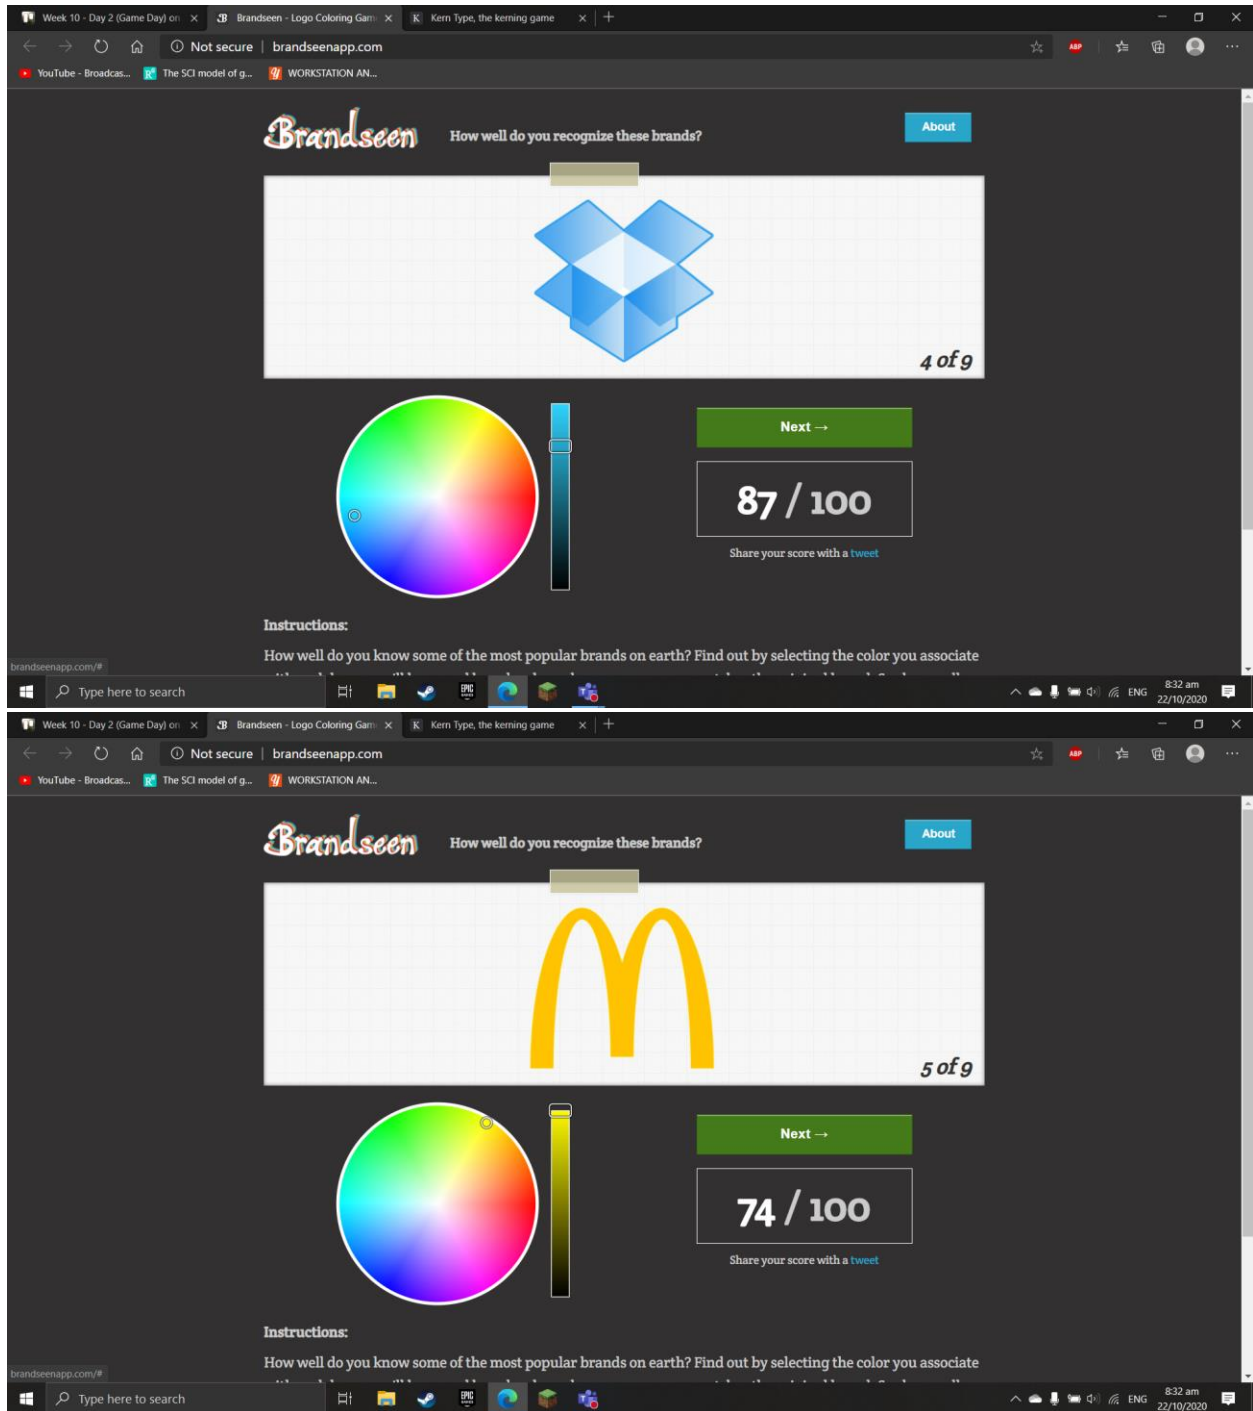 Week 10 - Day 2 (Game Day) on
Brandseen - Logo Coloring Gam
Kern Type, the kerning game
Not secure | brandseenapp.com
ABP
YouTube - Broadcas...
The SCI model of g...
WORKSTATION AN...
Brandseen
How well do you recognize these brands?
About
4 of 9
Next →
87 / 100
Share your score with a tweet
Instructions:
How well do you know some of the most popular brands on earth? Find out by selecting the color you associate
brandseenapp.com/#
Type here to search
EPIC
ENG
8:32 am
22/10/2020
Week 10 - Day 2 (Game Day) on
Brandseen - Logo Coloring Gam
Kern Type, the kerning game
Not secure | brandseenapp.com
ABP
YouTube - Broadcas...
The SCI model of g...
WORKSTATION AN...
Brandseen
How well do you recognize these brands?
About
5 of 9
Next →
74 / 100
Share your score with a tweet
Instructions:
How well do you know some of the most popular brands on earth? Find out by selecting the color you associate
brandseenapp.com/#
Type here to search
EPIC
ENG
8:32 am
22/10/2020